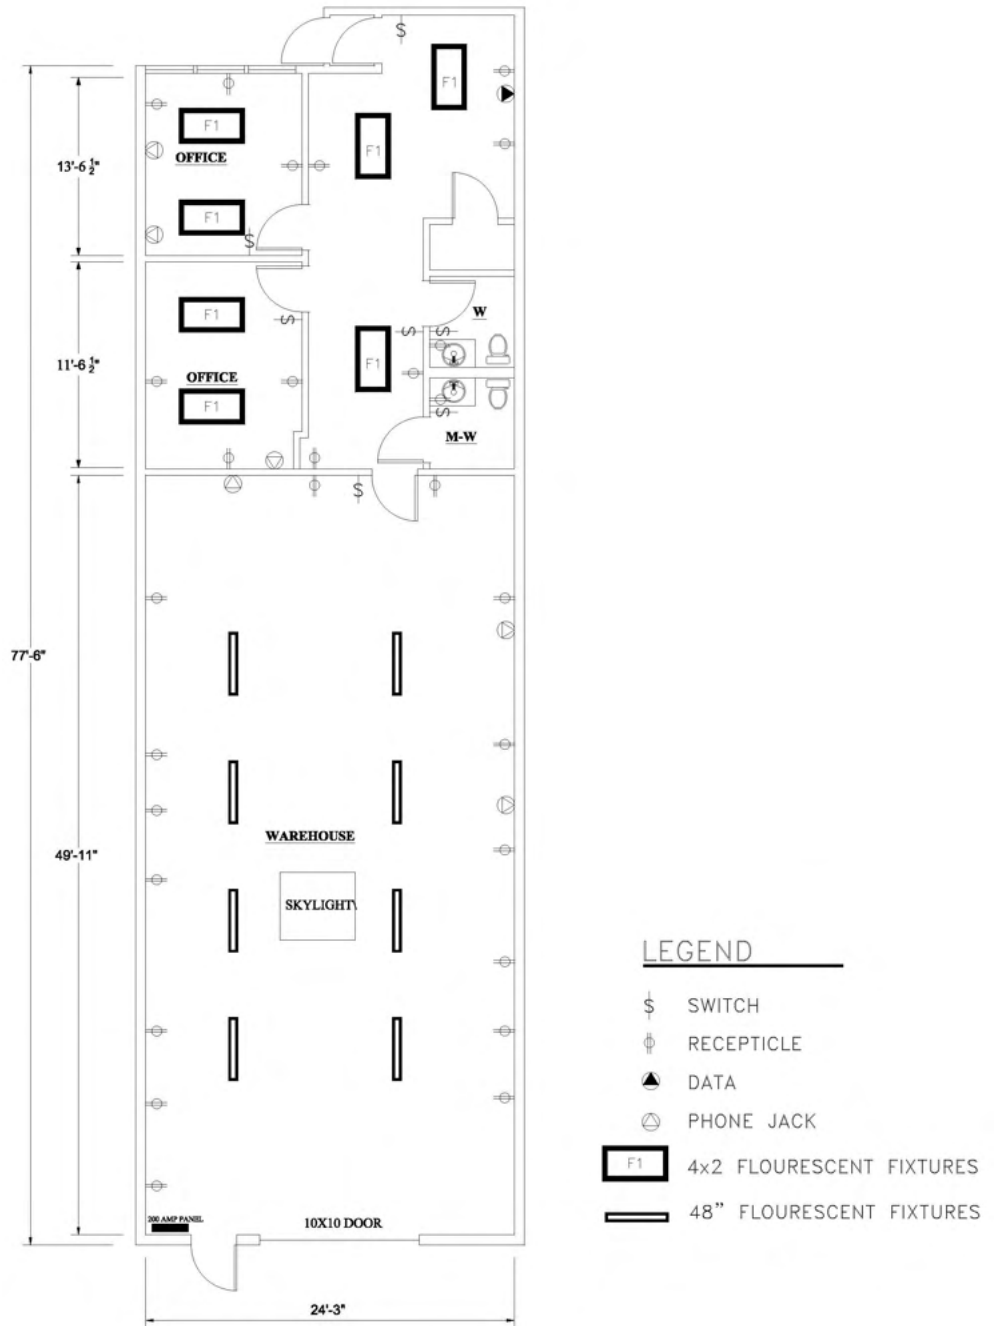 S
F1
F1
F1
13'-6 1/2"
OFFICE
F1
S
F1
W
S
S
S
11'-6 1/2"
F1
OFFICE
F1
S
M-W
S
77'-6"
WAREHOUSE
49'-11"
SKYLIGHT\
200 AMP PANEL
10X10 DOOR
24'-3"
LEGEND
S SWITCH
RECEPTICLE
DATA
PHONE JACK
F1 4x2 FLOURESCENT FIXTURES
48" FLOURESCENT FIXTURES